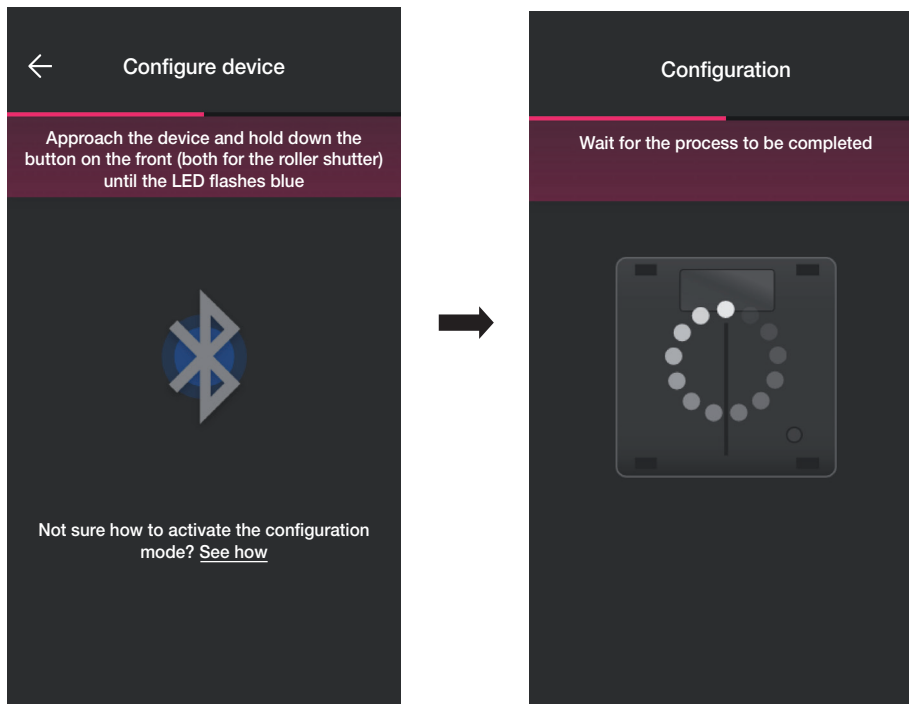 Configure device
Approach the device and hold down the
button on the front (both for the roller shutter)
until the LED flashes blue
Not sure how to activate the configuration
mode? See how
Configuration
Wait for the process to be completed